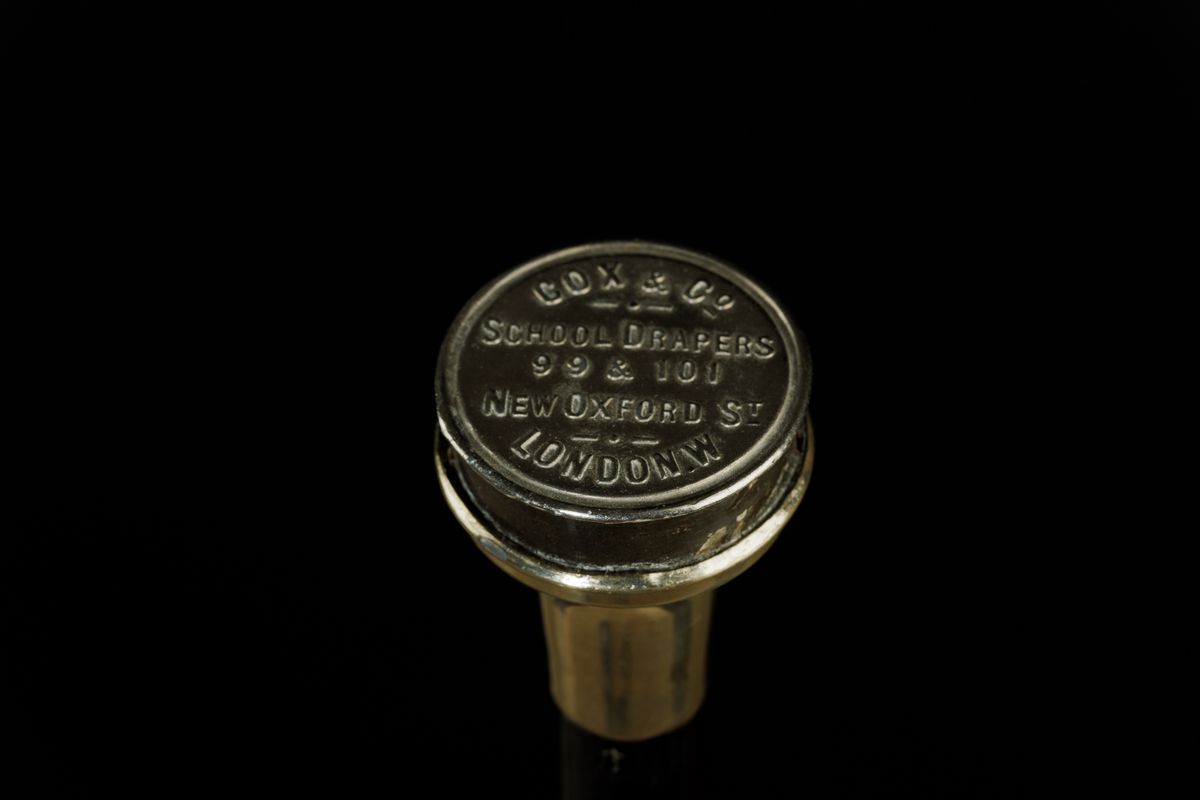 COX & Co
SCHOOL DRAPERS
99 & 101
NEW OXFORD ST
LONDON.W